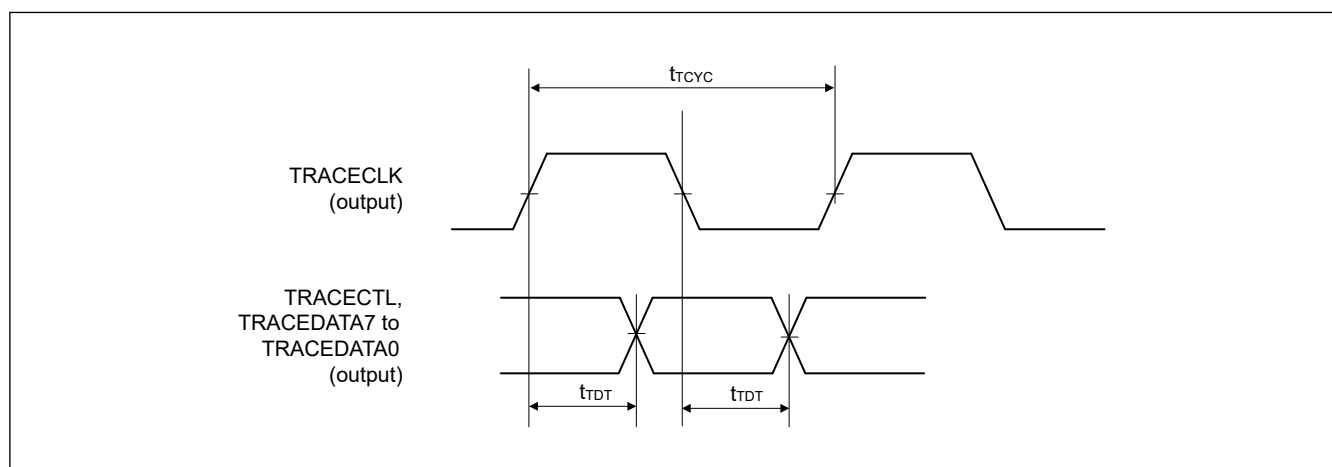 tTCYC
TRACECLK
(output)
TRACECTL,
TRACEDATA7 to
TRACEDATA0
(output)
tTDT
tTDT